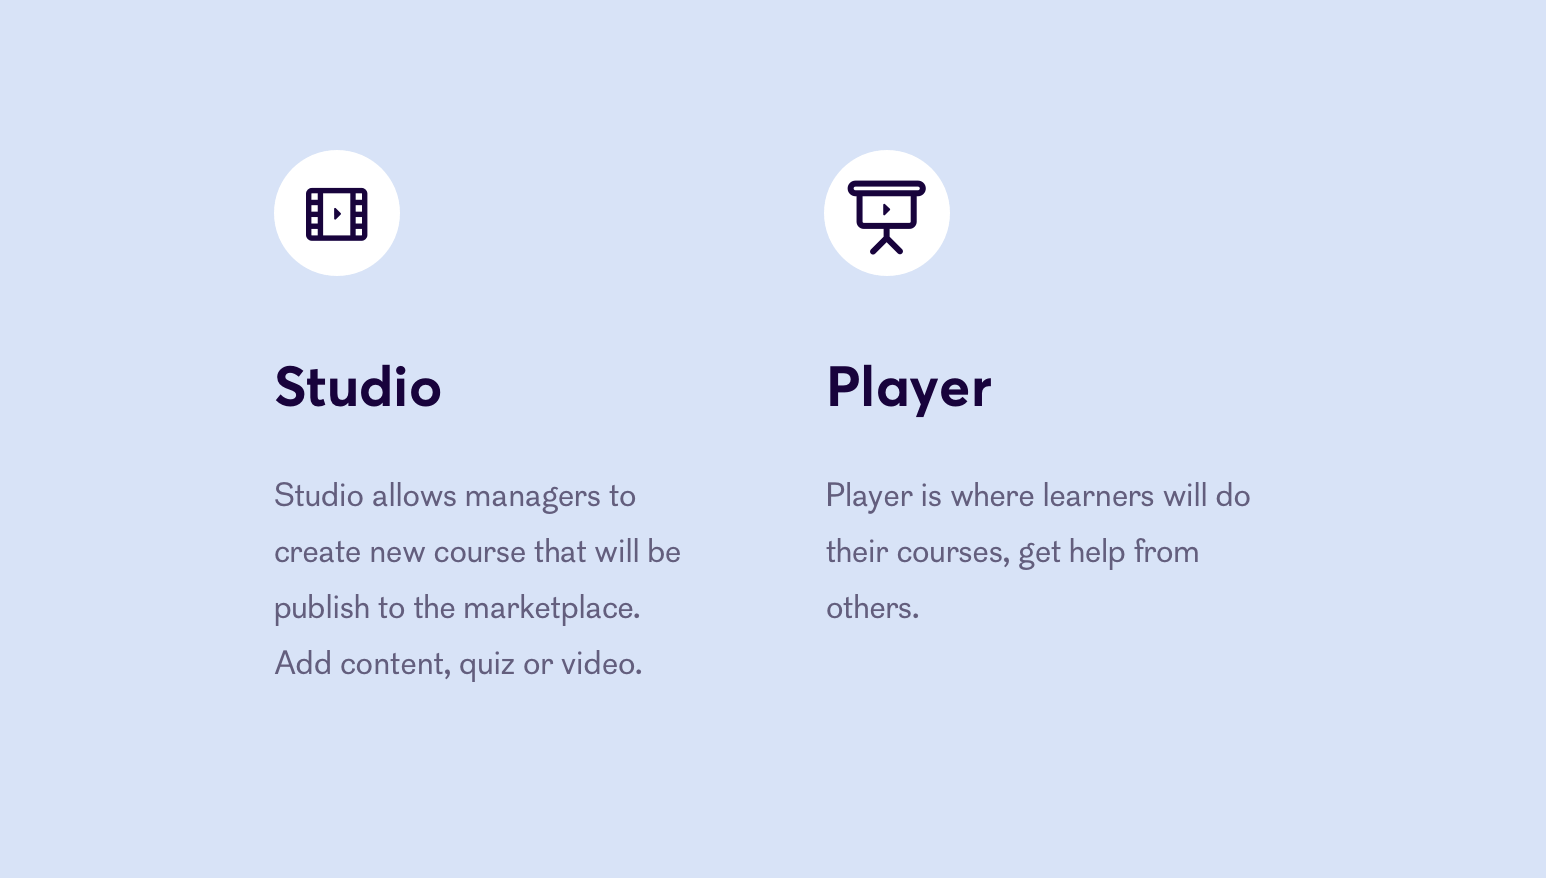 Studio
Studio allows managers to
create new course that will be
publish to the marketplace.
Add content, quiz or video.
Player
Player is where learners will do
their courses, get help from
others.